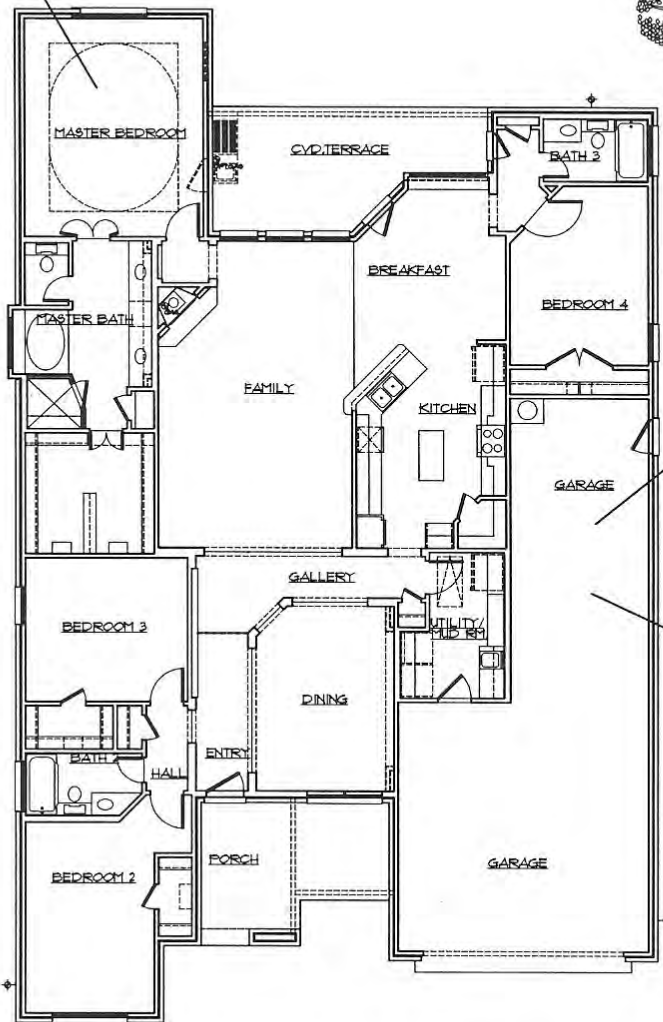 MASTER BEDROOM
CVD.TERRACE
BATH 3
BREAKFAST
BEDROOM 4
MASTER BATH
FAMILY
KITCHEN
GARAGE
GALLERY
BEDROOM 3
UTILITY/
MUD RM
DINING
ENTRY
BATH
HALL
PORCH
GARAGE
BEDROOM 2